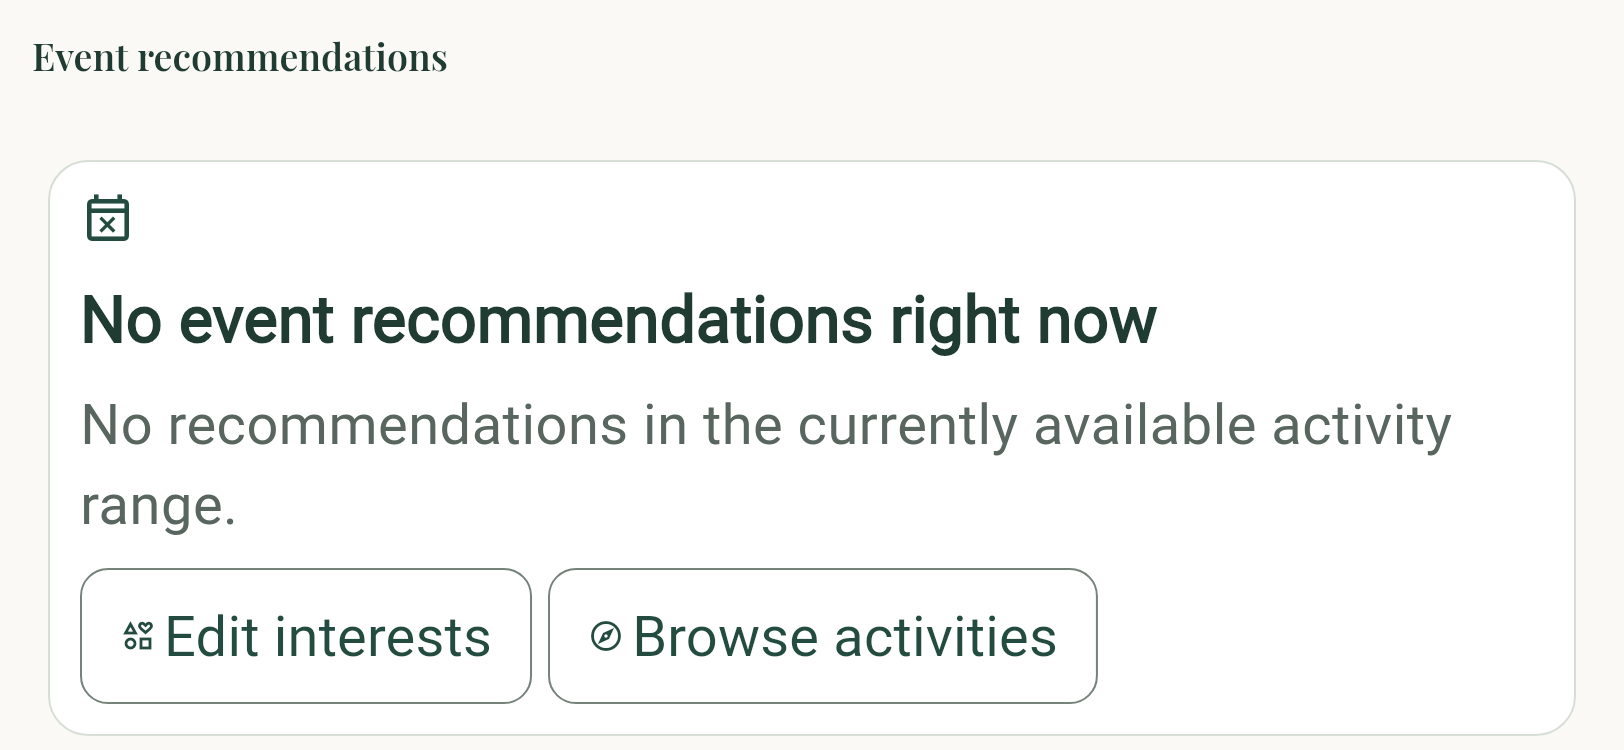 Event recommendations
No event recommendations right now
No recommendations in the currently available activity
range.
Edit interests
Browse activities